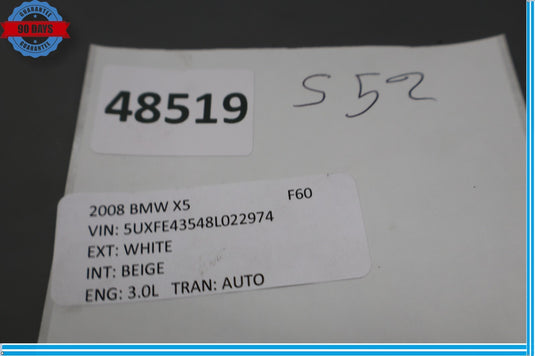 GUARANTEE
90 DAYS
GUARANTEE
48519
S 52
2008 BMW X5 F60
VIN: 5UXFE43548L022974
EXT: WHITE
INT: BEIGE
ENG: 3.0L TRAN: AUTO